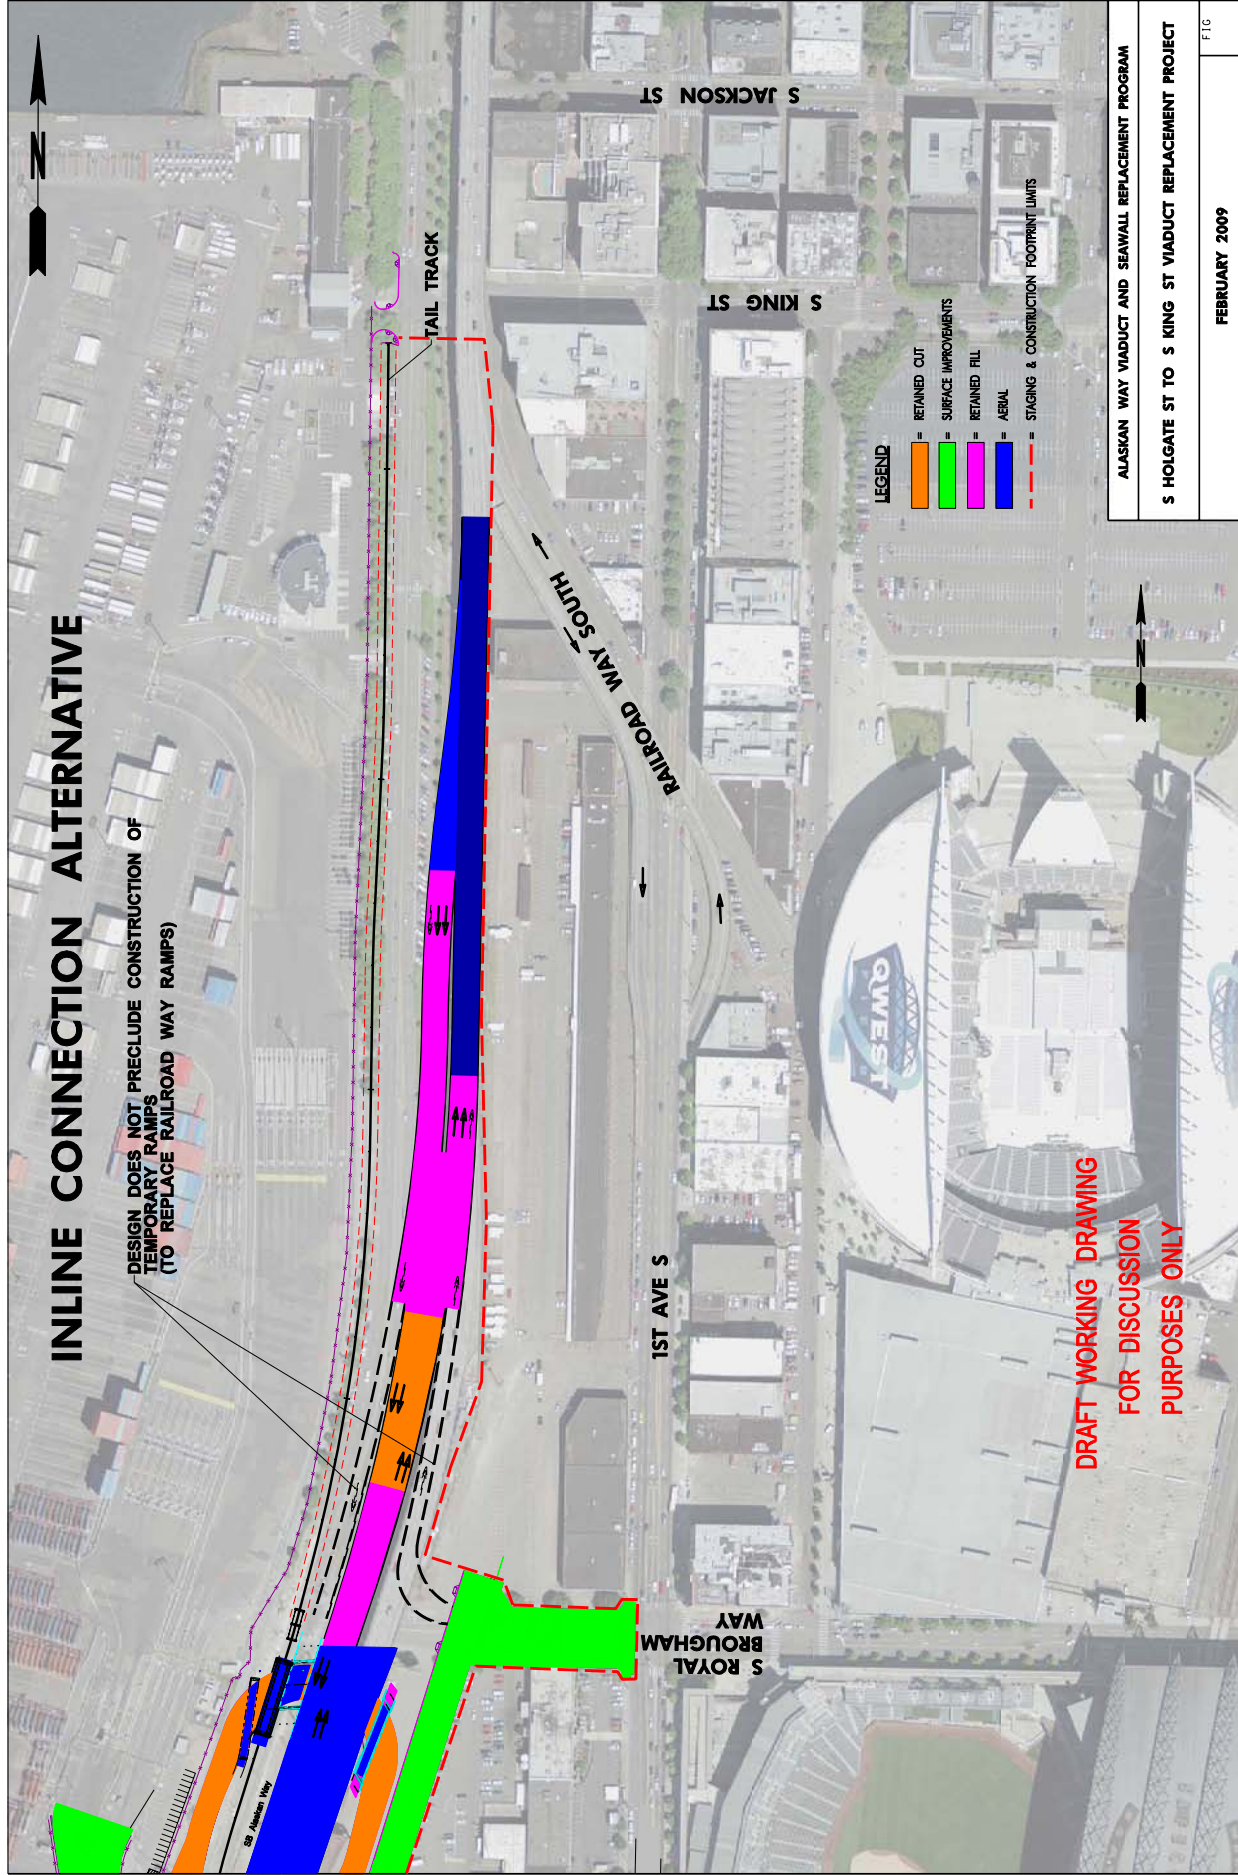 INLINE CONNECTION ALTERNATIVE
DESIGN DOES NOT PRECLUDE CONSTRUCTION OF
TEMPORARY RAMPS
(TO REPLACE RAILROAD WAY RAMPS)
N
TAIL TRACK
S JACKSON ST
S KING ST
RAILROAD WAY SOUTH
1ST AVE S
S ROYAL
BROUGHAM
WAY
SB Alaskan Way
QWEST
LEGEND
= RETAINED CUT
= SURFACE IMPROVEMENTS
= RETAINED FILL
= AERIAL
= STAGING & CONSTRUCTION FOOTPRINT LIMITS
N
DRAFT WORKING DRAWING
FOR DISCUSSION
PURPOSES ONLY
ALASKAN WAY VIADUCT AND SEAWALL REPLACEMENT PROGRAM
S HOLGATE ST TO S KING ST VIADUCT REPLACEMENT PROJECT
FEBRUARY 2009
FIG